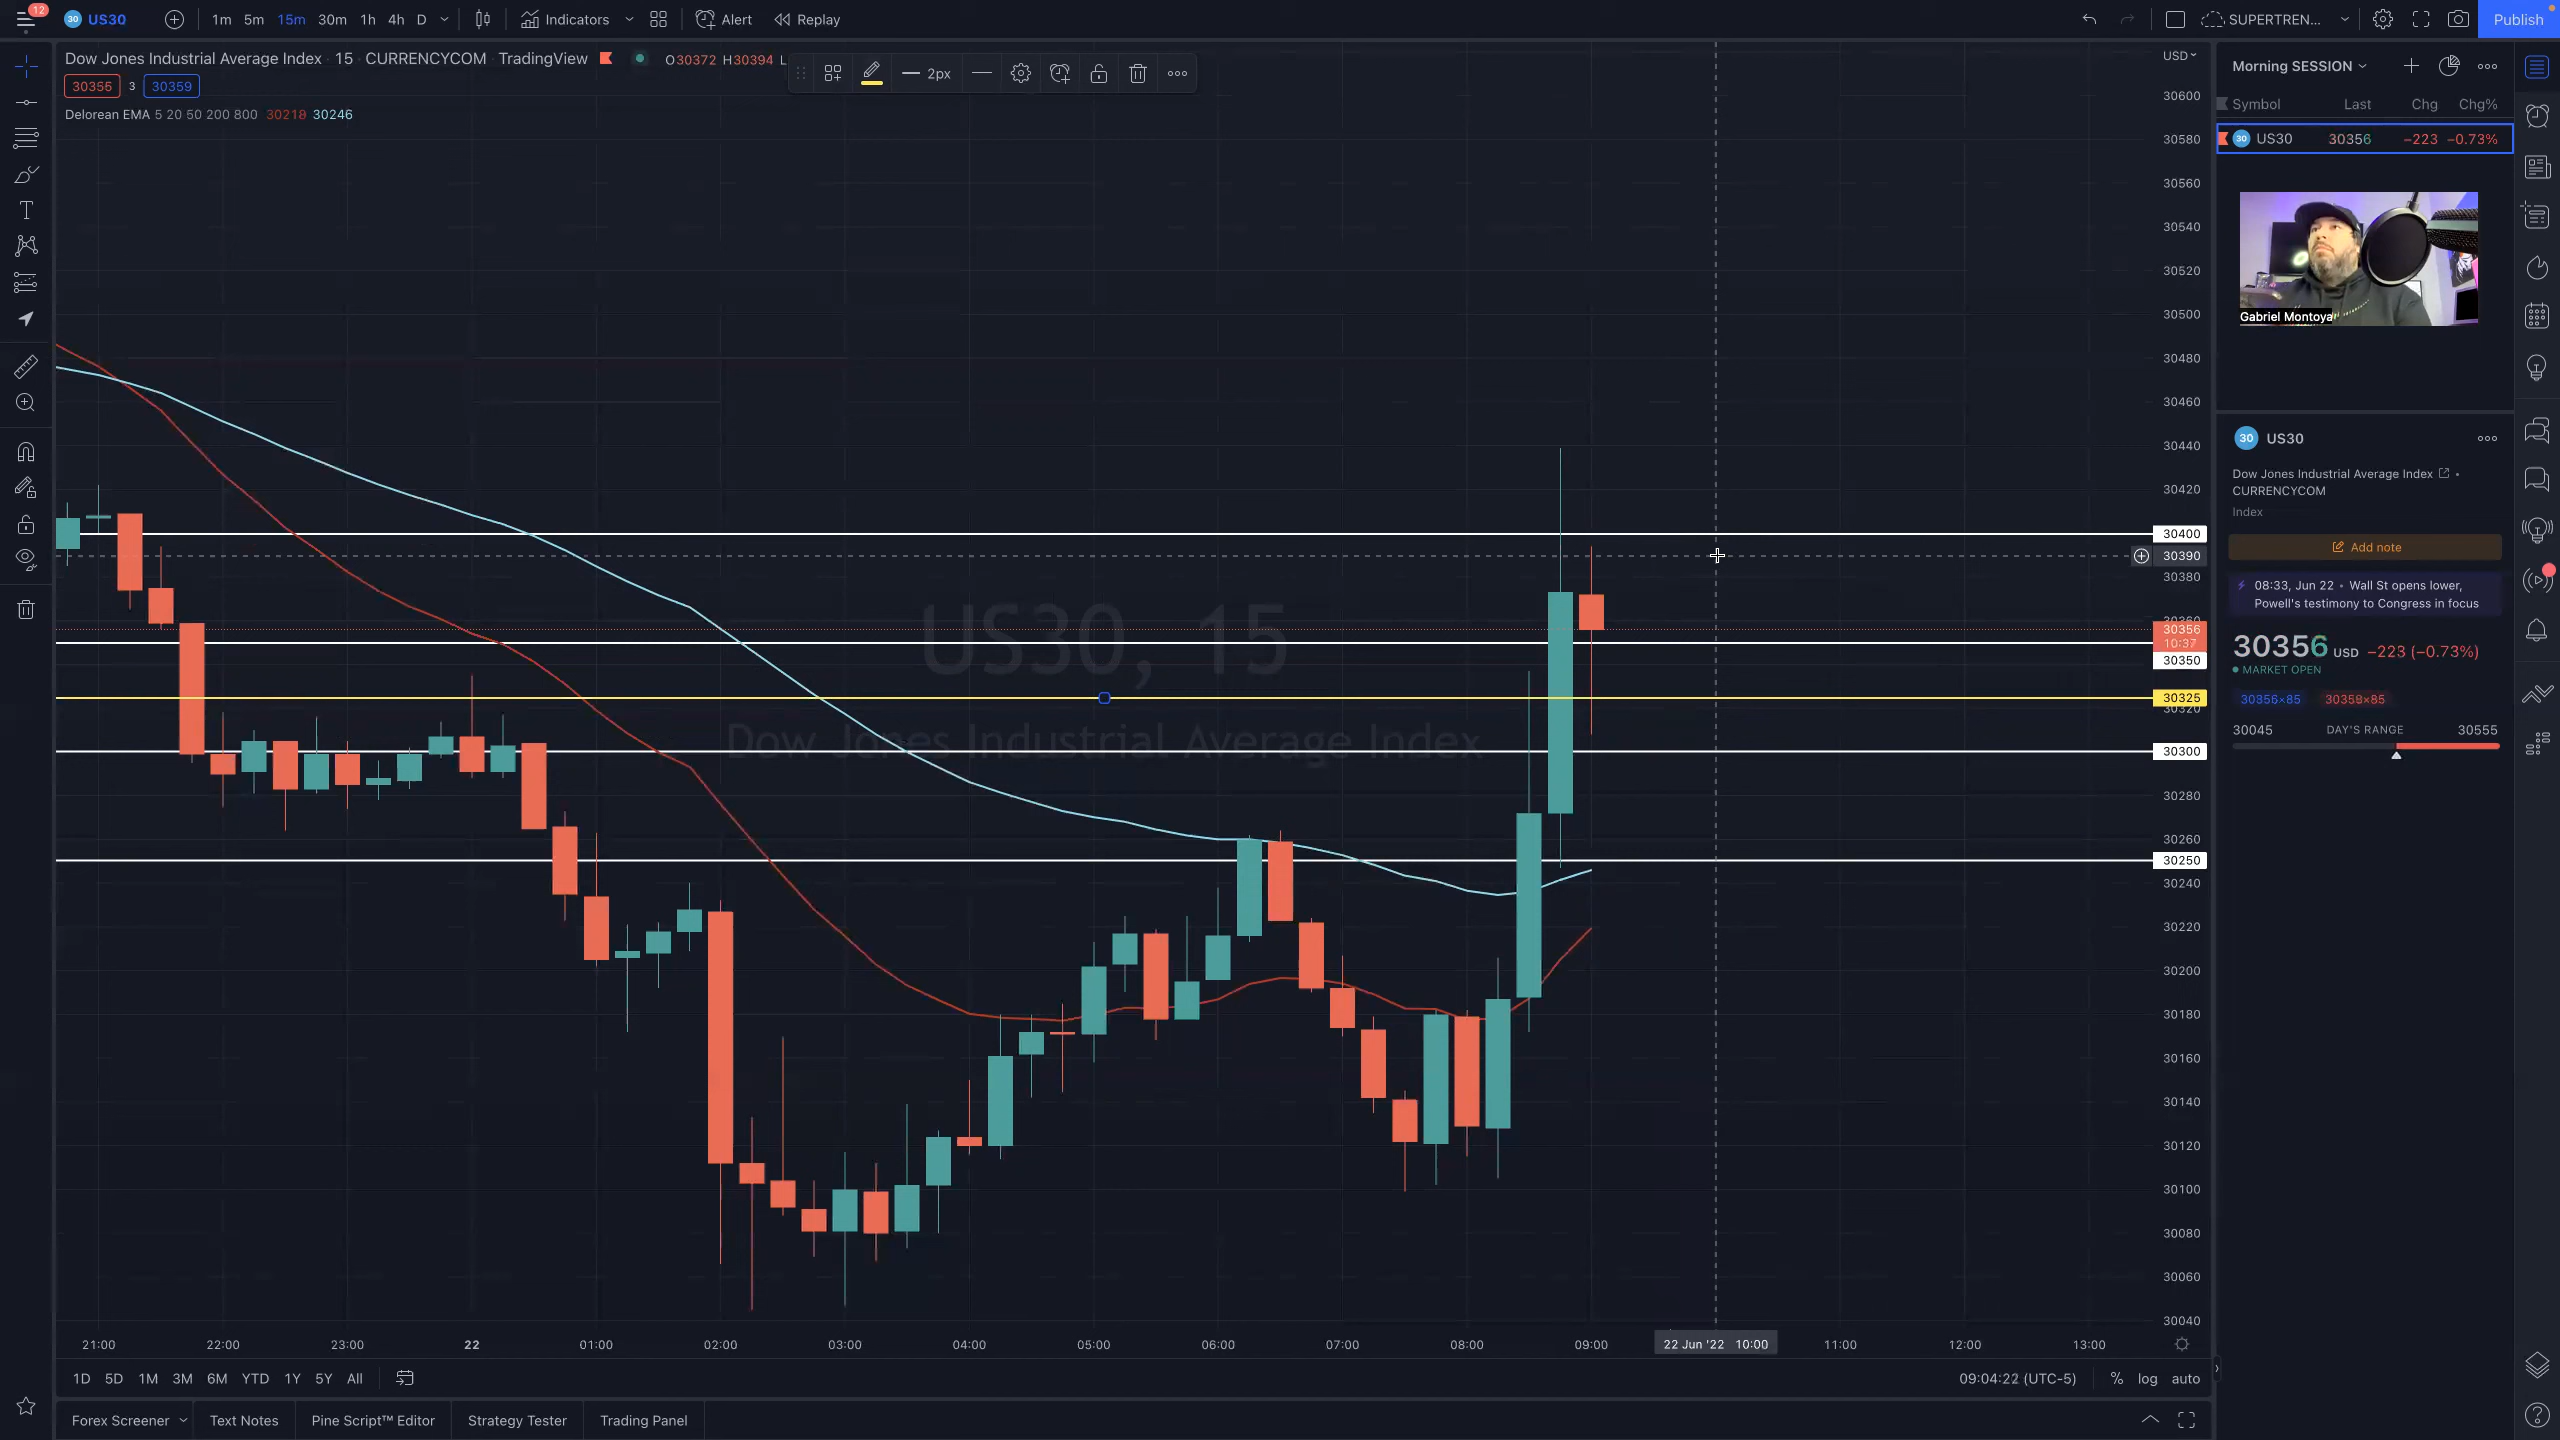 12
30 US30
1m 5m 15m 30m 1h 4h D
Indicators
Alert
Replay
SUPERTREN...
Publish
Dow Jones Industrial Average Index · 15 · CURRENCYCOM · TradingView
O30372 H30394 L
2px
30356 3 30359
Delorean EMA 5 20 50 200 800 30218 30246
USD
30600
30580
30560
30540
30520
30500
30480
30460
30440
30420
30400
30390
30380
30356
10:37
30350
30325
30320
30300
30280
30260
30250
30240
30220
30200
30180
30160
30140
30120
30100
30080
30060
30040
US30, 15
Dow Jones Industrial Average Index
21:00 22:00 23:00 22 01:00 02:00 03:00 04:00 05:00 06:00 07:00 08:00 09:00 22 Jun '22 10:00 11:00 12:00 13:00
1D 5D 1M 3M 6M YTD 1Y 5Y All
09:04:22 (UTC-5) % log auto
Forex Screener
Text Notes
Pine Script™ Editor
Strategy Tester
Trading Panel
Morning SESSION
Symbol Last Chg Chg%
30 US30 30356 −223 −0.73%
Gabriel Montoya
30 US30
Dow Jones Industrial Average Index •
CURRENCYCOM
Index
Add note
08:33, Jun 22 • Wall St opens lower,
Powell's testimony to Congress in focus
30356 USD −223 (−0.73%)
MARKET OPEN
30356×85 30359×85
30045 DAY'S RANGE 30555